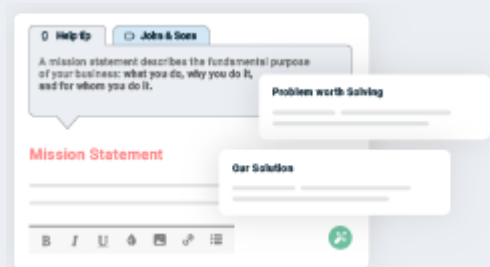 Help tip
John & Sons
A mission statement describes the fundamental purpose
of your business: what you do, why you do it,
and for whom you do it.
Problem worth Solving
Mission Statement
Our Solution
B I U